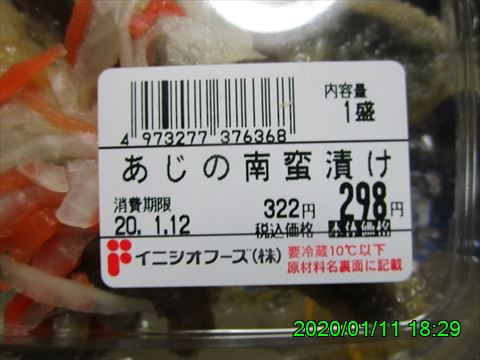 内容量
1盛
4 973277 376368
あじの南蛮漬け
消費期限
20. 1.12
322円
税込価格
298円
本体価格
イニシオフーズ(株)
要冷蔵10℃以下
原材料名裏面に記載
2020/01/11 18:29